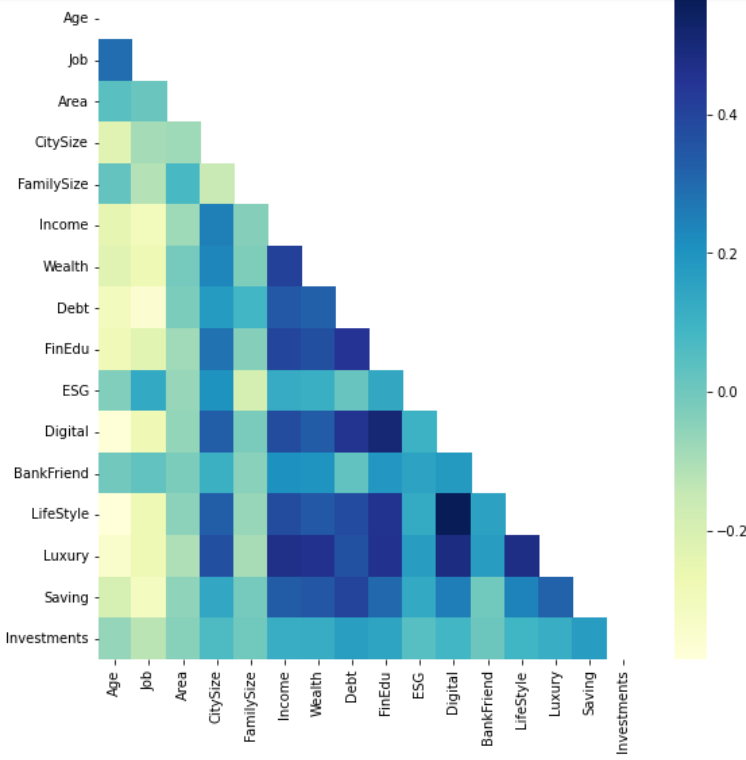 Age
Job
Area
CitySize
FamilySize
Income
Wealth
Debt
FinEdu
ESG
Digital
BankFriend
LifeStyle
Luxury
Saving
Investments
Age
Job
Area
CitySize
FamilySize
Income
Wealth
Debt
FinEdu
ESG
Digital
BankFriend
LifeStyle
Luxury
Saving
Investments
0.4
0.2
0.0
−0.2